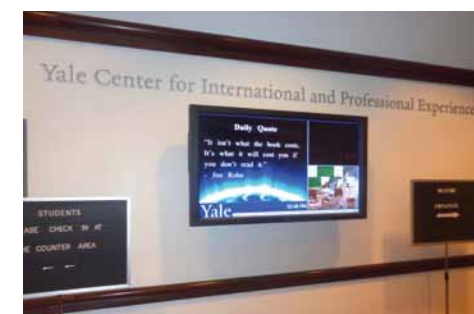 Yale Center for International and Professional Experience
Daily Quote
"It isn't what the book costs.
It's what it will cost you if
you don't read it."
- Jim Rohn
Yale
STUDENTS
CHECK IN AT
COUNTER AREA
← ←
WELCOME